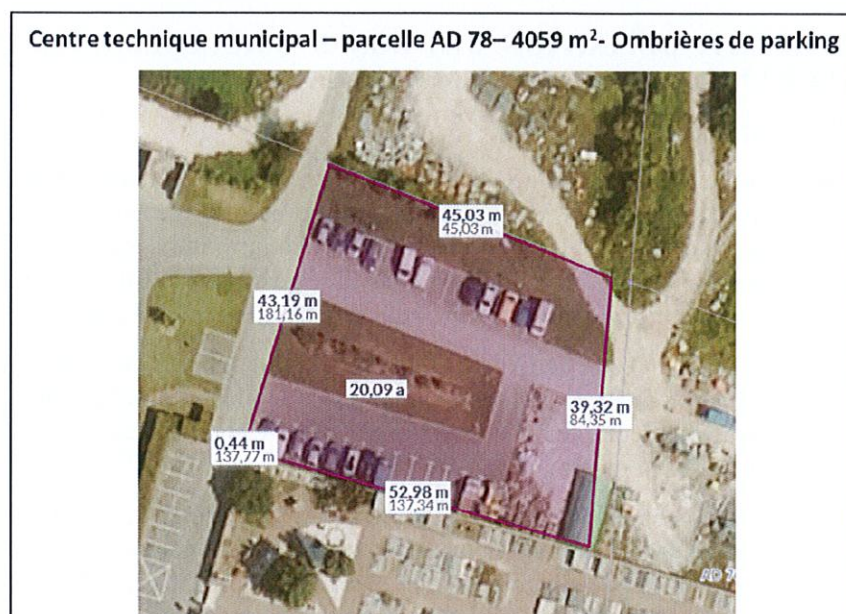 Centre technique municipal – parcelle AD 78– 4059 m²- Ombrières de parking
45,03 m
45,03 m
43,19 m
181,16 m
20,09 a
39,32 m
84,35 m
0,44 m
137,77 m
52,98 m
137,34 m
AD 7